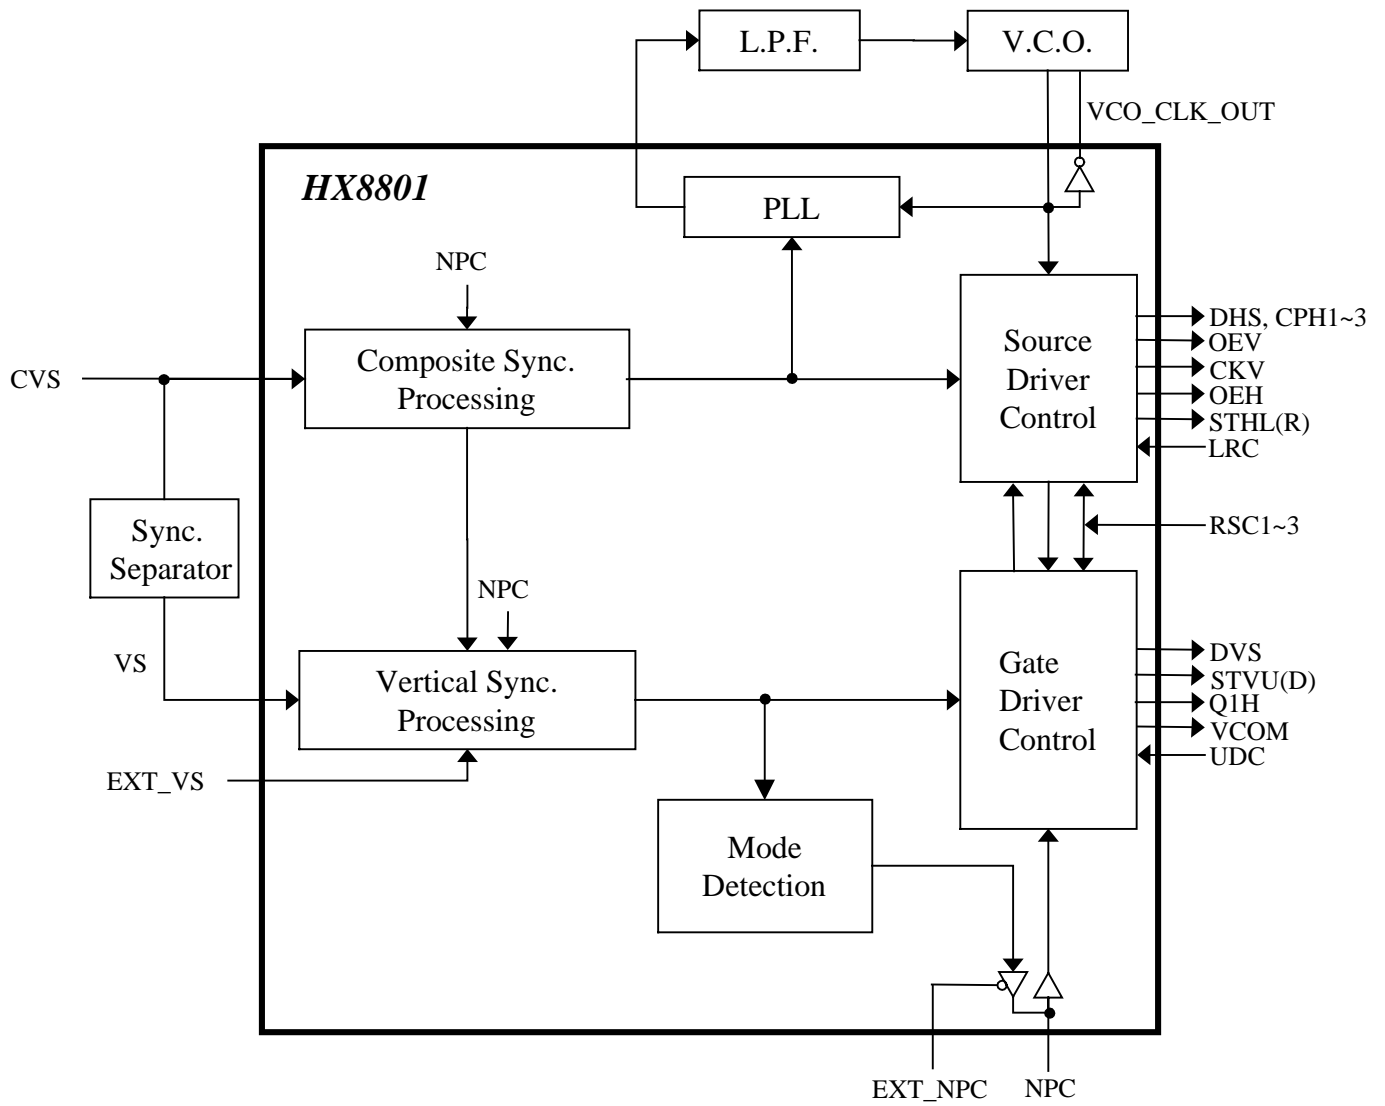 L.P.F.
V.C.O.
VCO_CLK_OUT
HX8801
PLL
NPC
CVS
Composite Sync.
Processing
Source
Driver
Control
DHS, CPH1~3
OEV
CKV
OEH
STHL(R)
LRC
Sync.
Separator
RSC1~3
NPC
VS
Vertical Sync.
Processing
Gate
Driver
Control
DVS
STVU(D)
Q1H
VCOM
UDC
EXT_VS
Mode
Detection
EXT_NPC
NPC